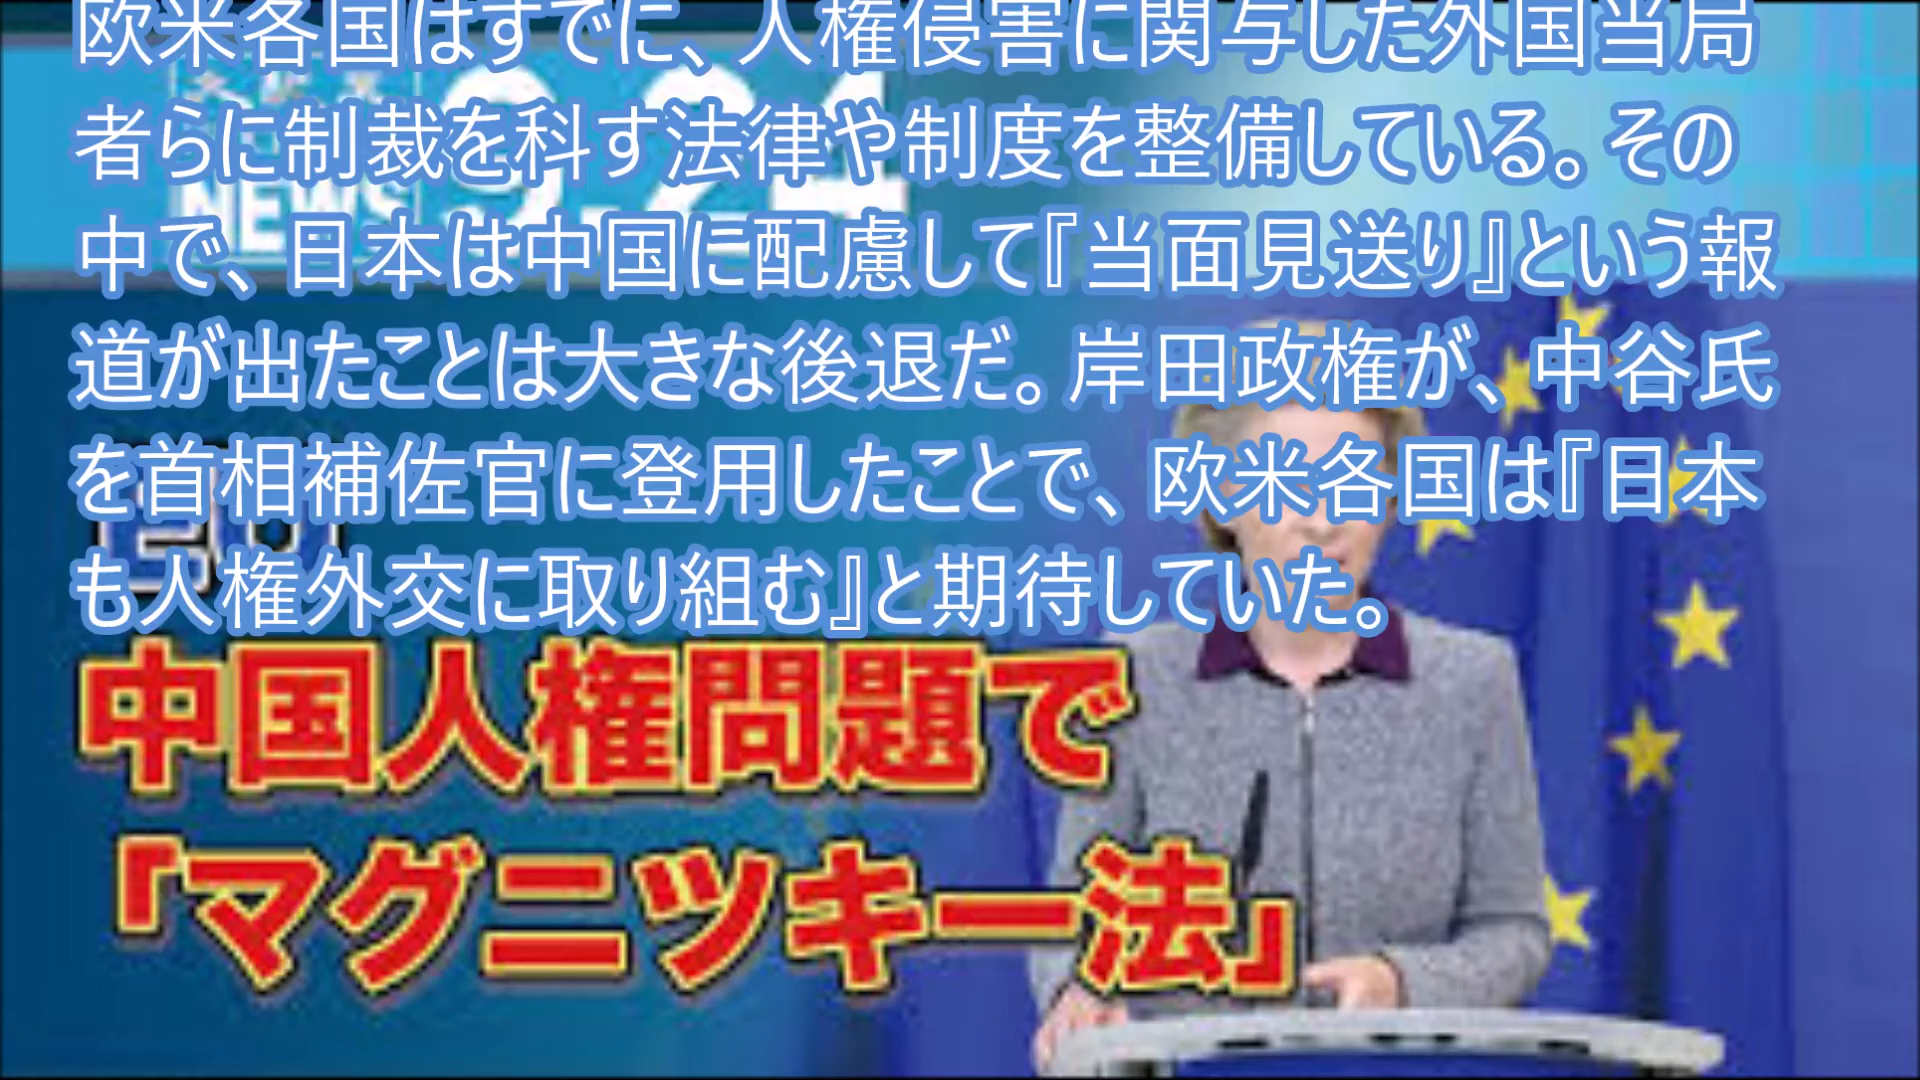 欧米各国はすでに、人権侵害に関与した外国当局
者らに制裁を科す法律や制度を整備している。その
NEWS 9.24
中で、日本は中国に配慮して『当面見送り』という報
道が出たことは大きな後退だ。岸田政権が、中谷氏
を首相補佐官に登用したことで、欧米各国は『日本
EU
も人権外交に取り組む』と期待していた。
中国人権問題で
「マグニツキー法」